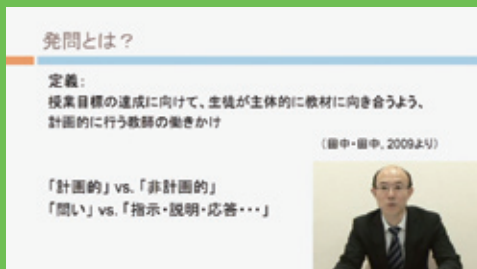 発問とは？
定義：
授業目標の達成に向けて、生徒が主体的に教材に向き合うよう、
計画的に行う教師の働きかけ
（田中・田中, 2009より）
「計画的」 vs. 「非計画的」
「問い」 vs. 「指示・説明・応答・・・」